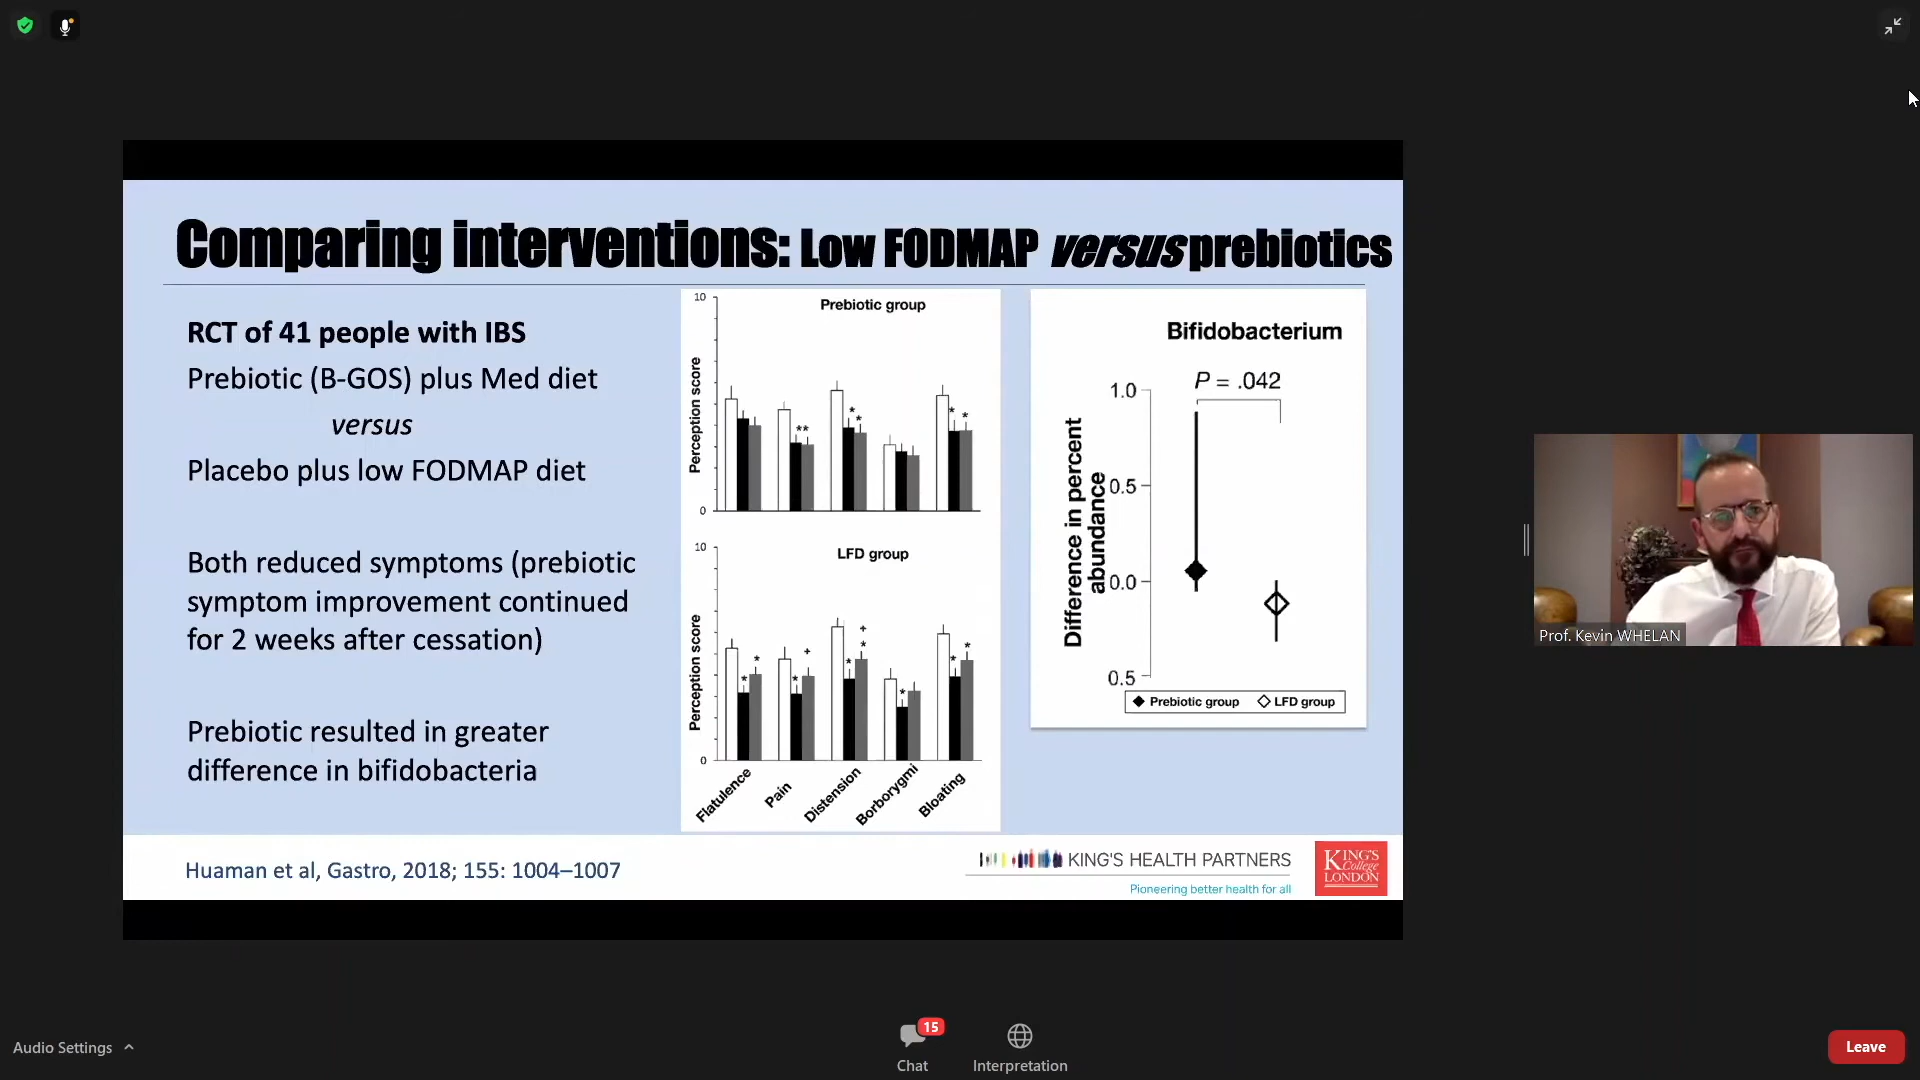 Comparing interventions: Low FODMAP versus prebiotics
RCT of 41 people with IBS
Prebiotic (B-GOS) plus Med diet
versus
Placebo plus low FODMAP diet
Both reduced symptoms (prebiotic
symptom improvement continued
for 2 weeks after cessation)
Prebiotic resulted in greater
difference in bifidobacteria
10
Prebiotic group
Perception score
** * * * *
0
10
LFD group
Perception score
* * * + * + * * * *
0
Flatulence
Pain
Distension
Borborygmi
Bloating
Bifidobacterium
P = .042
Difference in percent
abundance
1.0
0.5
0.0
0.5
Prebiotic group LFD group
Huaman et al, Gastro, 2018; 155: 1004–1007
KING'S HEALTH PARTNERS
Pioneering better health for all
KING'S
College
LONDON
Prof. Kevin WHELAN
Audio Settings
15
Chat
Interpretation
Leave